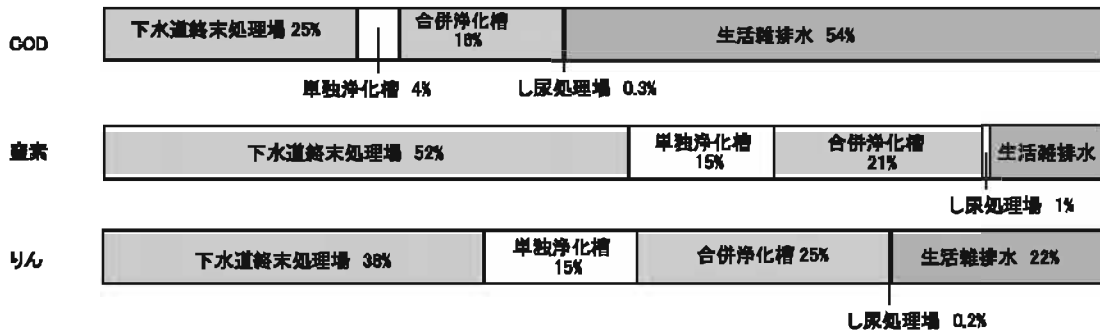 COD
下水道終末処理場 25%
合併浄化槽
16%
生活雑排水 54%
単独浄化槽 4%
し尿処理場 0.3%
窒素
下水道終末処理場 52%
単独浄化槽
15%
合併浄化槽
21%
生活雑排水
し尿処理場 1%
りん
下水道終末処理場 38%
単独浄化槽
15%
合併浄化槽 25%
生活雑排水 22%
し尿処理場 0.2%